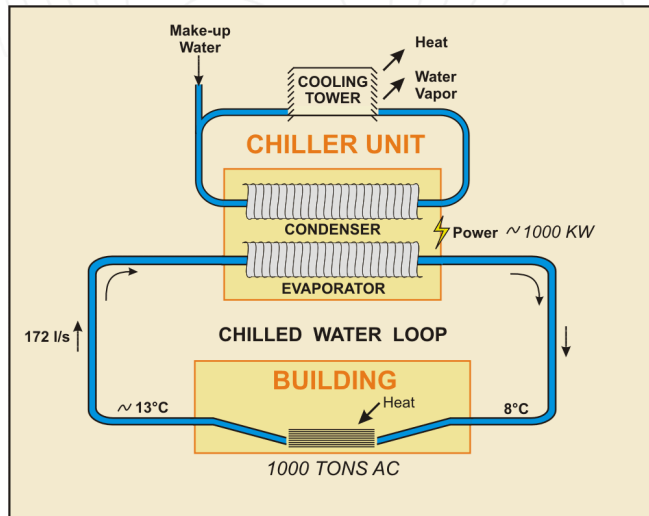 Make-up
Water
Heat
COOLING
TOWER
Water
Vapor
CHILLER UNIT
CONDENSER
Power ~ 1000 KW
EVAPORATOR
172 l/s
CHILLED WATER LOOP
BUILDING
Heat
~ 13°C
8°C
1000 TONS AC